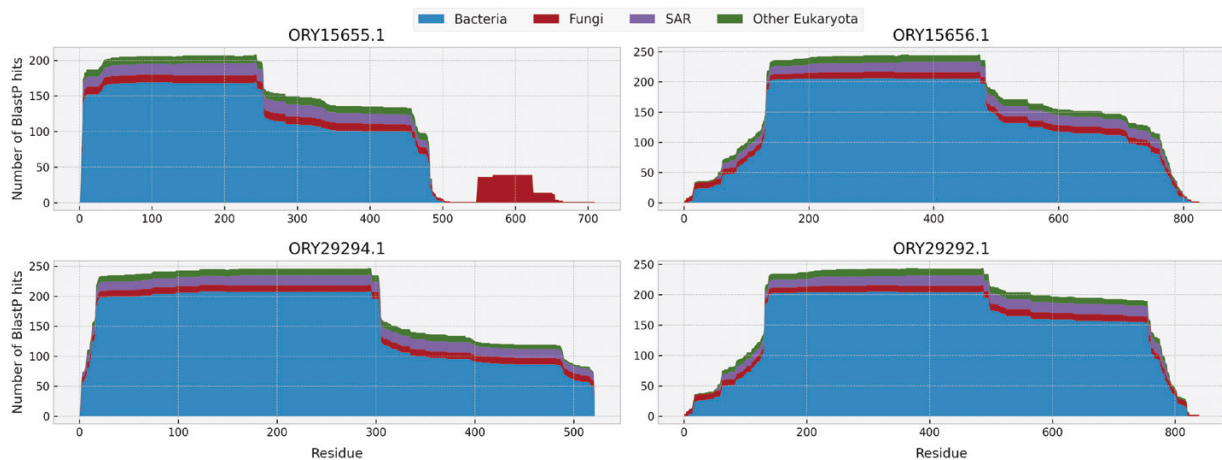 Bacteria Fungi SAR Other Eukaryota
ORY15655.1 ORY15656.1
Number of BlastP hits
200
150
100
50
0
0 100 200 300 400 500 600 700
250
200
150
100
50
0
0 200 400 600 800
ORY29294.1 ORY29292.1
Number of BlastP hits
250
200
150
100
50
0
0 100 200 300 400 500
Residue
250
200
150
100
50
0
0 200 400 600 800
Residue